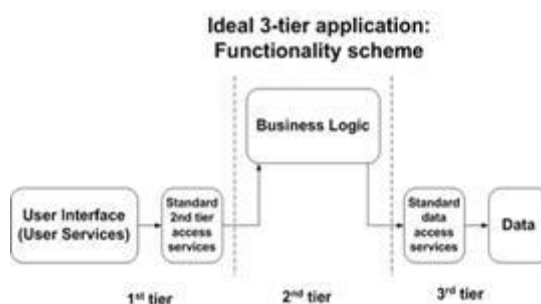 Ideal 3-tier application:
Functionality scheme
Business Logic
User Interface
(User Services)
Standard
2nd tier
access
services
Standard
data
access
services
Data
1st tier
2nd tier
3rd tier